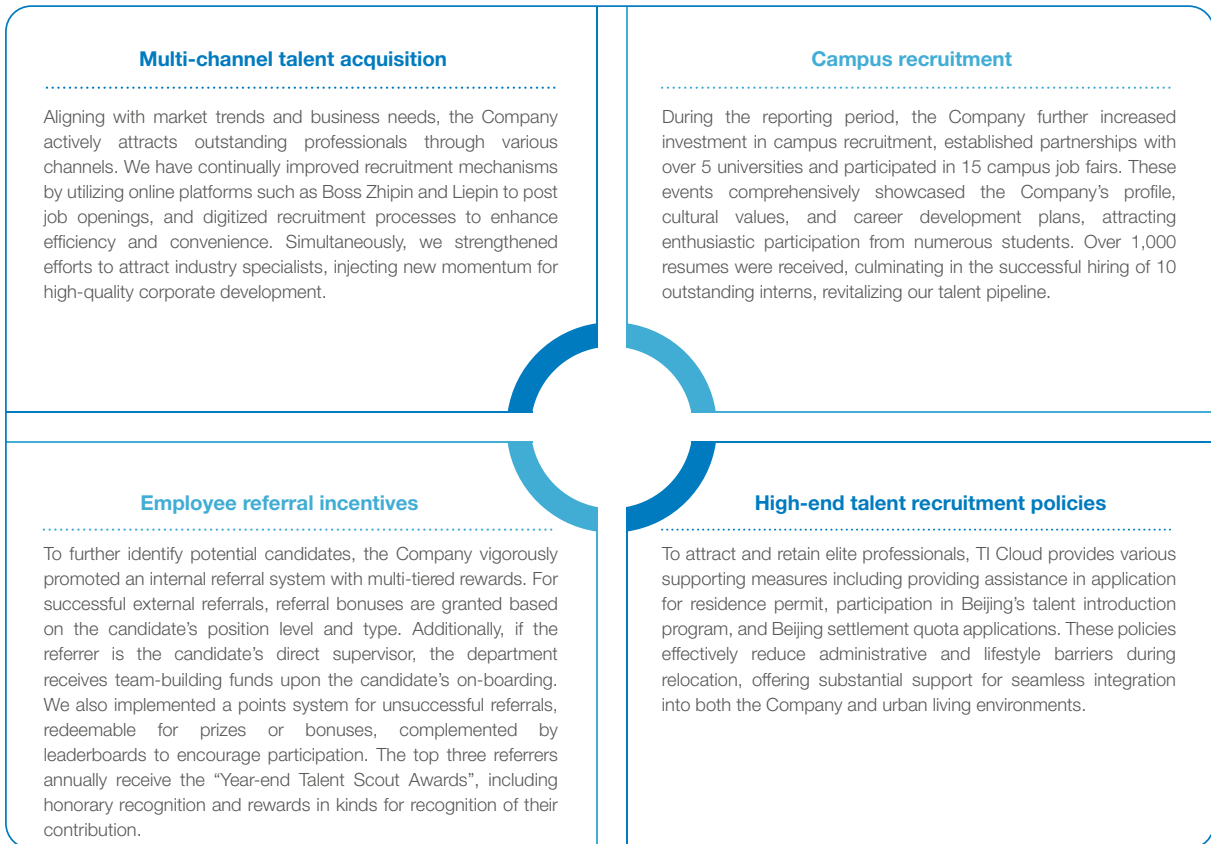 Multi-channel talent acquisition
Aligning with market trends and business needs, the Company
actively attracts outstanding professionals through various
channels. We have continually improved recruitment mechanisms
by utilizing online platforms such as Boss Zhipin and Liepin to post
job openings, and digitized recruitment processes to enhance
efficiency and convenience. Simultaneously, we strengthened
efforts to attract industry specialists, injecting new momentum for
high-quality corporate development.
Campus recruitment
During the reporting period, the Company further increased
investment in campus recruitment, established partnerships with
over 5 universities and participated in 15 campus job fairs. These
events comprehensively showcased the Company’s profile,
cultural values, and career development plans, attracting
enthusiastic participation from numerous students. Over 1,000
resumes were received, culminating in the successful hiring of 10
outstanding interns, revitalizing our talent pipeline.
Employee referral incentives
To further identify potential candidates, the Company vigorously
promoted an internal referral system with multi-tiered rewards. For
successful external referrals, referral bonuses are granted based
on the candidate’s position level and type. Additionally, if the
referrer is the candidate’s direct supervisor, the department
receives team-building funds upon the candidate’s on-boarding.
We also implemented a points system for unsuccessful referrals,
redeemable for prizes or bonuses, complemented by
leaderboards to encourage participation. The top three referrers
annually receive the “Year-end Talent Scout Awards”, including
honorary recognition and rewards in kinds for recognition of their
contribution.
High-end talent recruitment policies
To attract and retain elite professionals, TI Cloud provides various
supporting measures including providing assistance in application
for residence permit, participation in Beijing’s talent introduction
program, and Beijing settlement quota applications. These policies
effectively reduce administrative and lifestyle barriers during
relocation, offering substantial support for seamless integration
into both the Company and urban living environments.